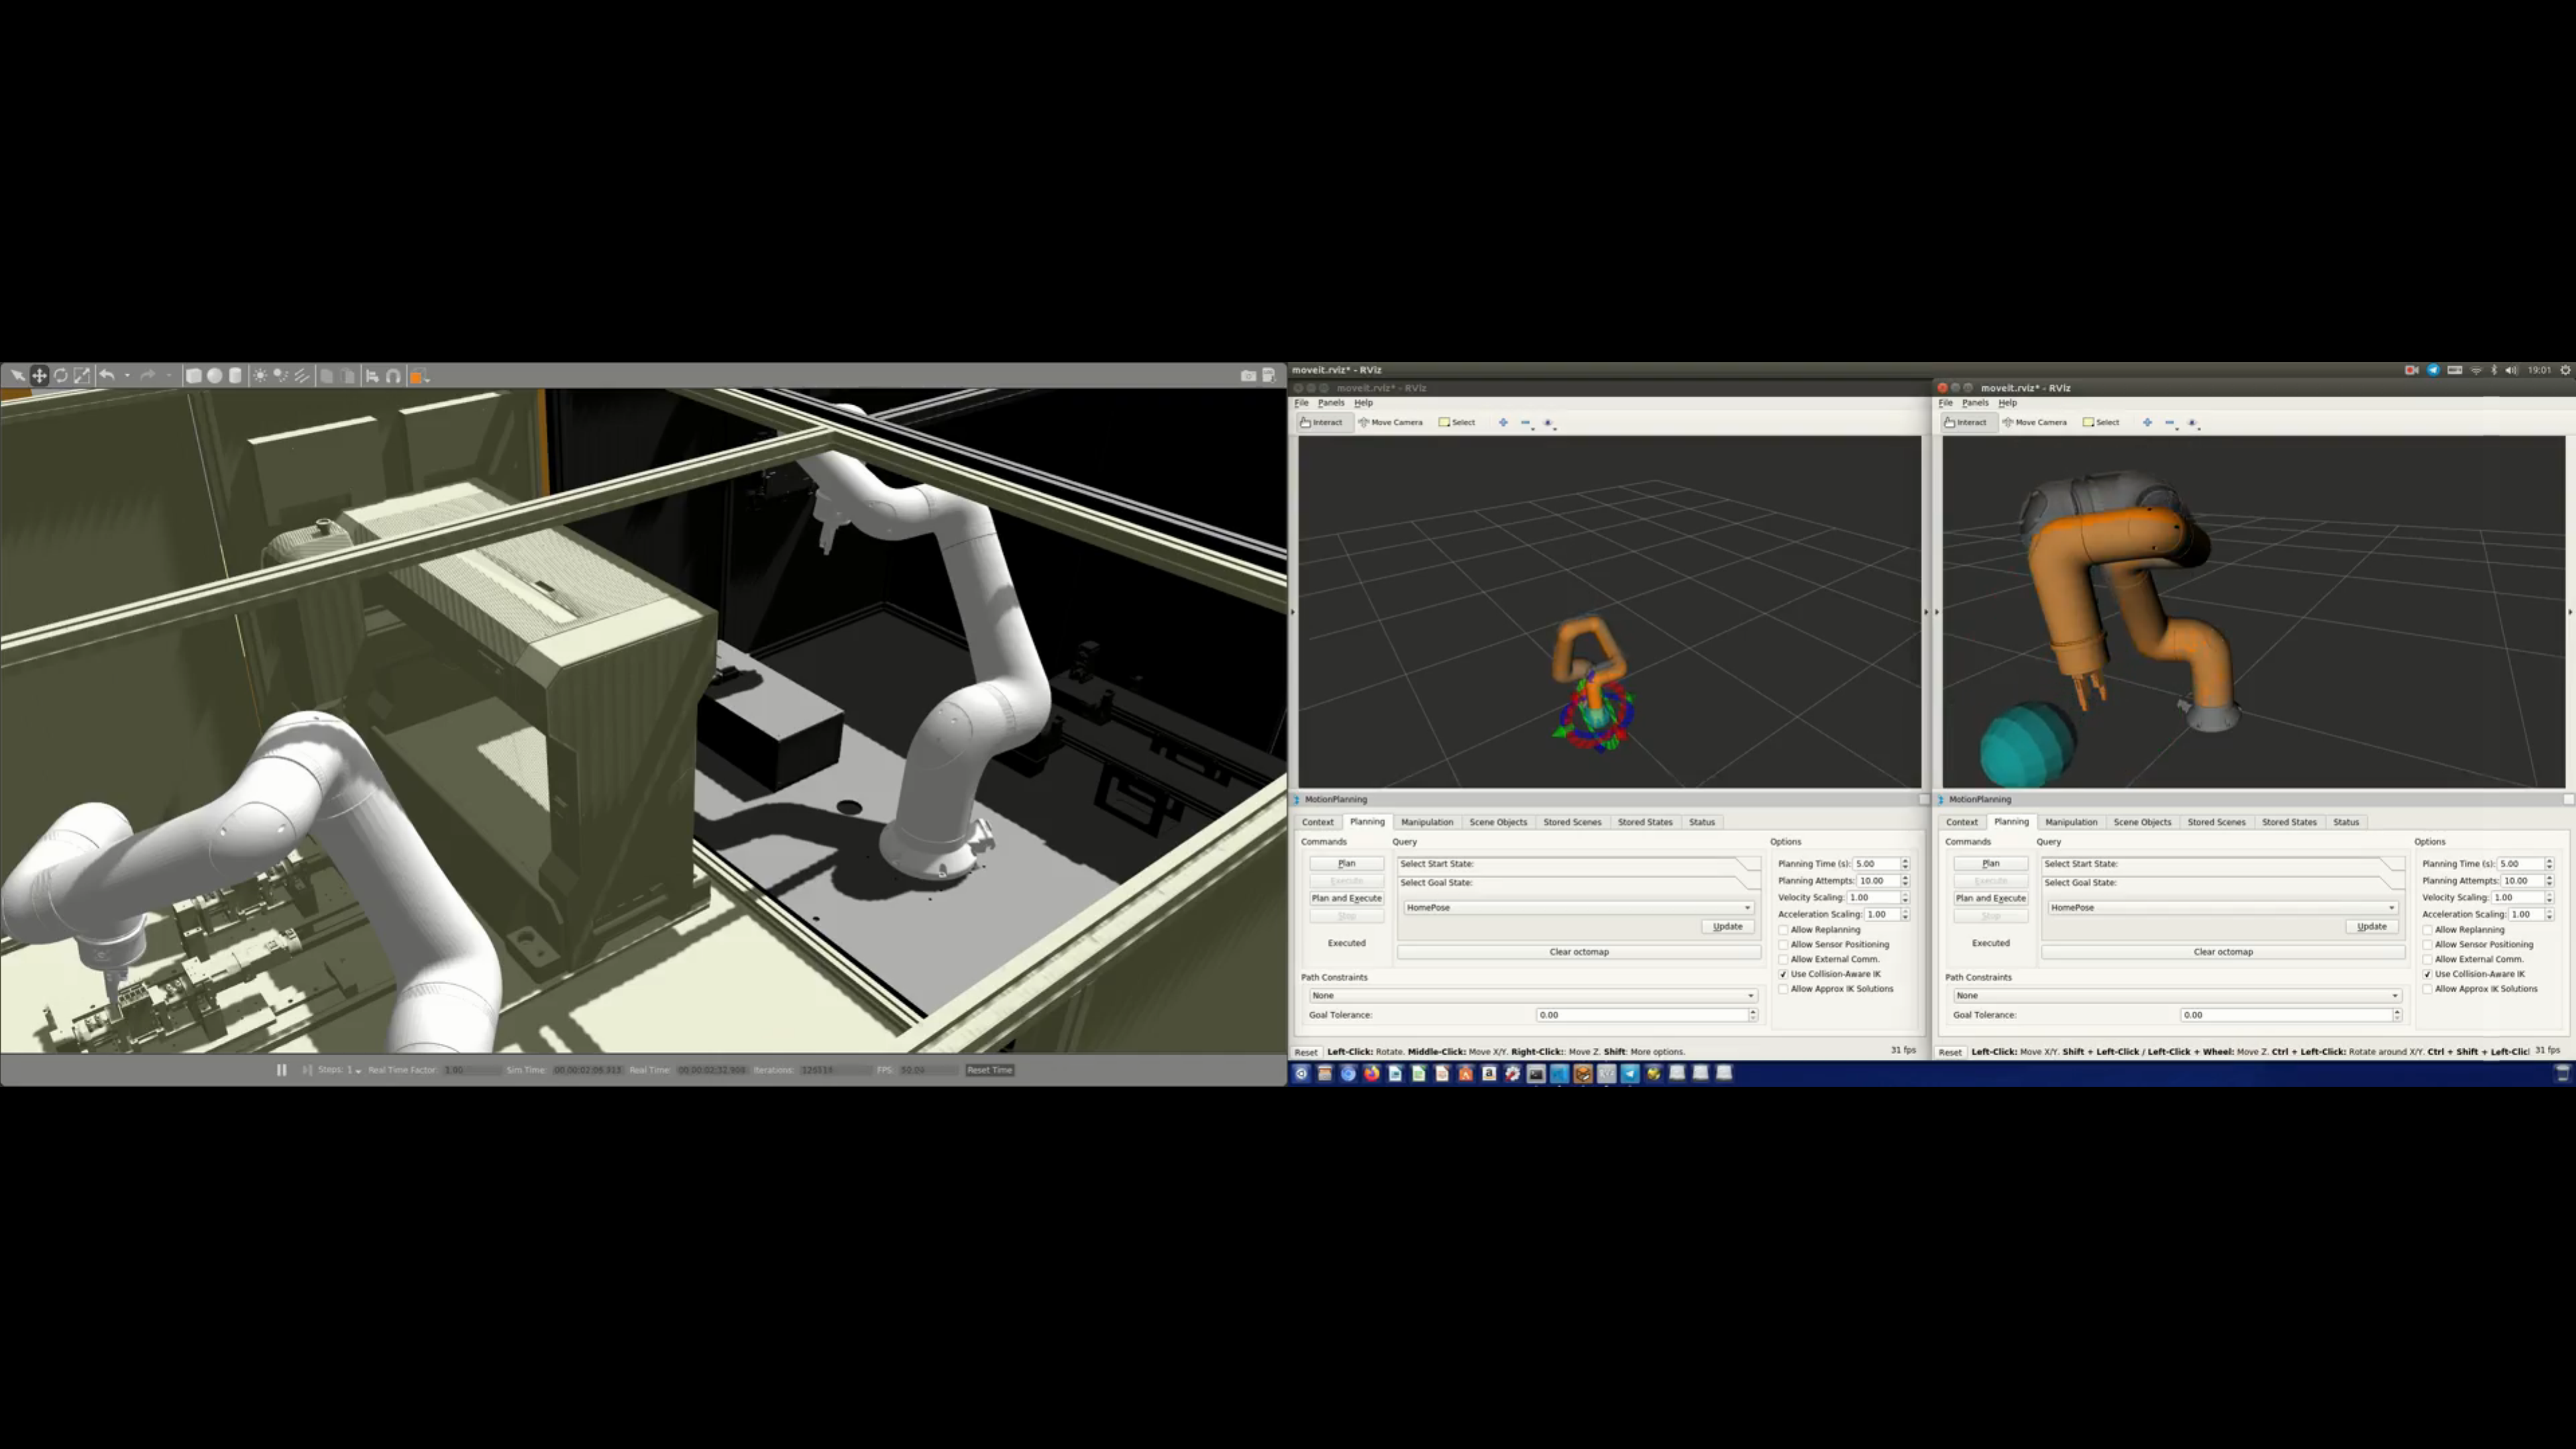 moveit.rviz* - RViz
19:01
moveit.rviz* - RViz
File Panels Help
Interact Move Camera Select
MotionPlanning
Context Planning Manipulation Scene Objects Stored Scenes Stored States Status
Commands Query Options
Plan Select Start State: Planning Time (s): 5.00
Execute Select Goal State: Planning Attempts: 10.00
Plan and Execute HomePose Velocity Scaling: 1.00
Stop Acceleration Scaling: 1.00
Update Allow Replanning
Executed Allow Sensor Positioning
Clear octomap Allow External Comm.
Path Constraints Use Collision-Aware IK
None Allow Approx IK Solutions
Goal Tolerance: 0.00
Reset Left-Click: Rotate. Middle-Click: Move X/Y. Right-Click:: Move Z. Shift: More options. 31 fps
moveit.rviz* - RViz
File Panels Help
Interact Move Camera Select
MotionPlanning
Context Planning Manipulation Scene Objects Stored Scenes Stored States Status
Commands Query Options
Plan Select Start State: Planning Time (s): 5.00
Execute Select Goal State: Planning Attempts: 10.00
Plan and Execute HomePose Velocity Scaling: 1.00
Stop Acceleration Scaling: 1.00
Update Allow Replanning
Executed Allow Sensor Positioning
Clear octomap Allow External Comm.
Path Constraints Use Collision-Aware IK
None Allow Approx IK Solutions
Goal Tolerance: 0.00
Reset Left-Click: Move X/Y. Shift + Left-Click / Left-Click + Wheel: Move Z. Ctrl + Left-Click: Rotate around X/Y. Ctrl + Shift + Left-Clic 31 fps
Steps: 1 Real Time Factor: 1.00 Sim Time: Real Time: Iterations: FPS: Reset Time